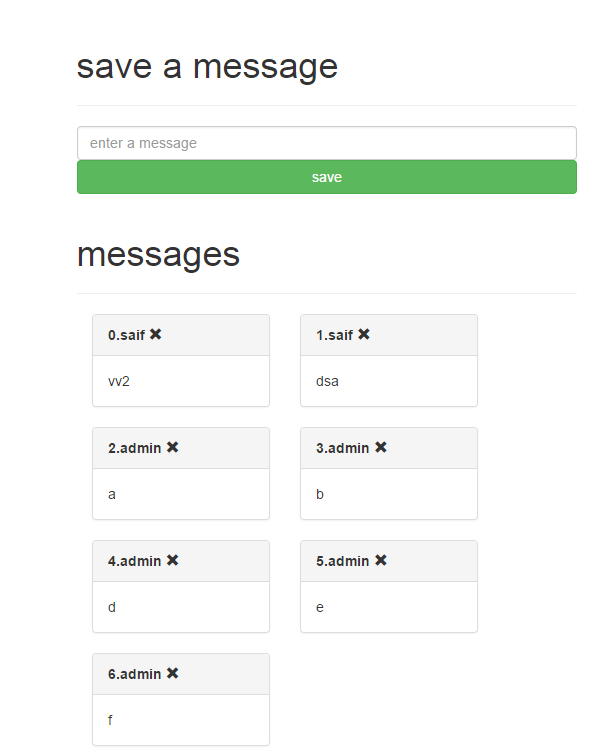 save a message
enter a message
save
messages
0.saif ✖
1.saif ✖
vv2
dsa
2.admin ✖
3.admin ✖
a
b
4.admin ✖
5.admin ✖
d
e
6.admin ✖
f